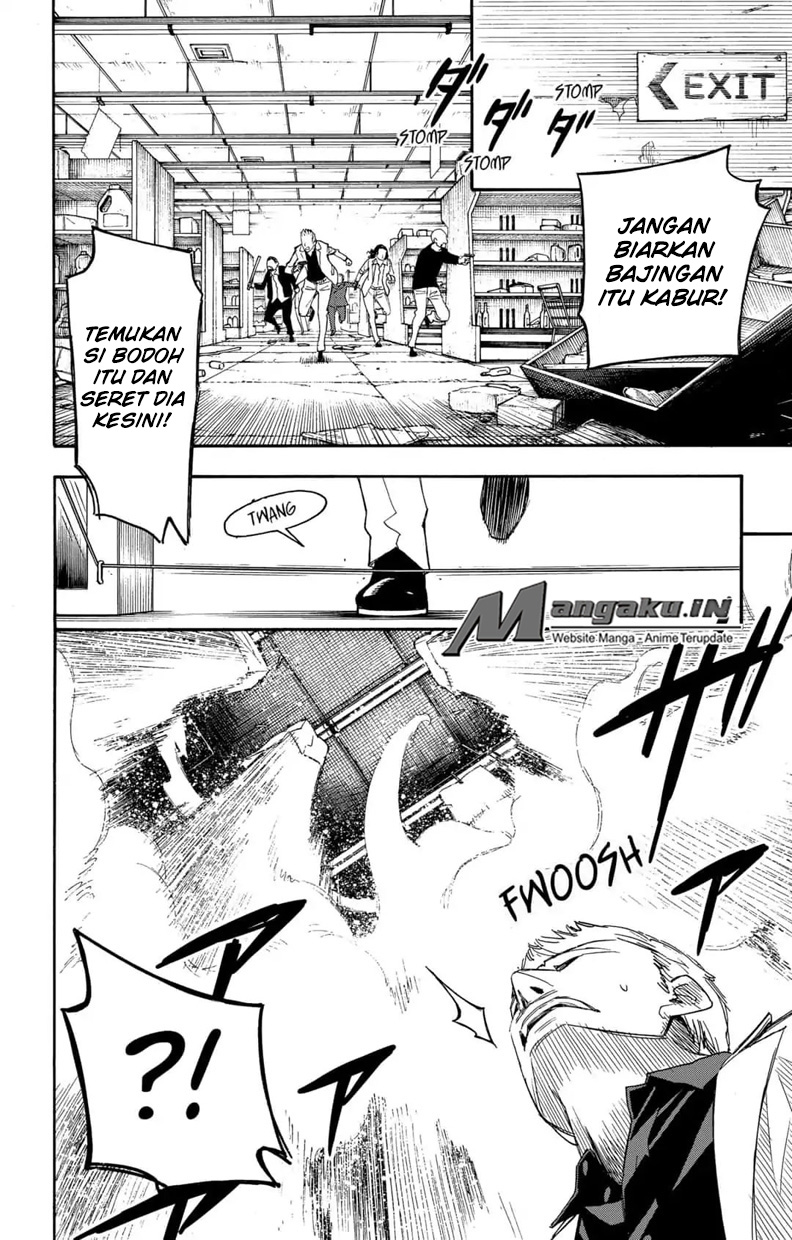 EXIT
ダ
ダ
ダ
STOMP
STOMP
STOMP
JANGAN
BIARKAN
BAJINGAN
ITU KABUR!
TEMUKAN
SI BODOH
ITU DAN
SERET DIA
KESINI!
TWANG
Mangaku.IN
Website Manga - Anime Terupdate
FWOOSH
?!